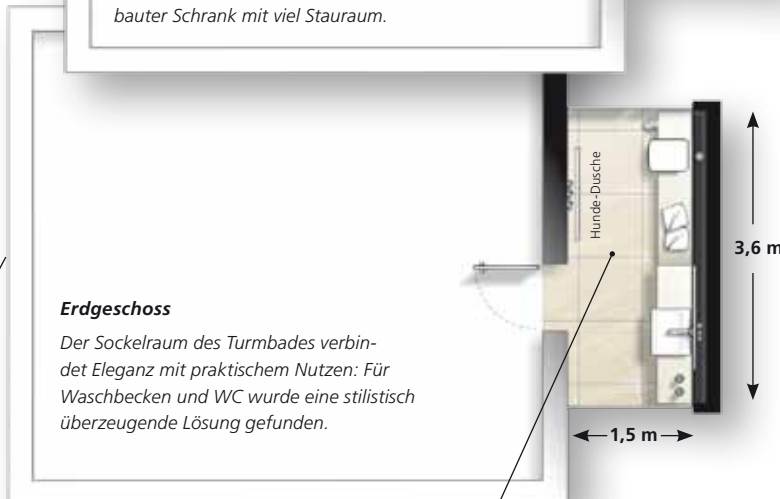 bauter Schrank mit viel Stauraum.
Hunde-Dusche
3,6 m
Erdgeschoss
Der Sockelraum des Turmbades verbin-
det Eleganz mit praktischem Nutzen: Für
Waschbecken und WC wurde eine stilistisch
überzeugende Lösung gefunden.
1,5 m